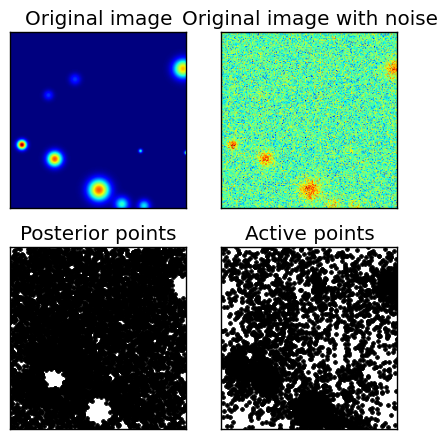 Original image
Original image with noise
Posterior points
Active points